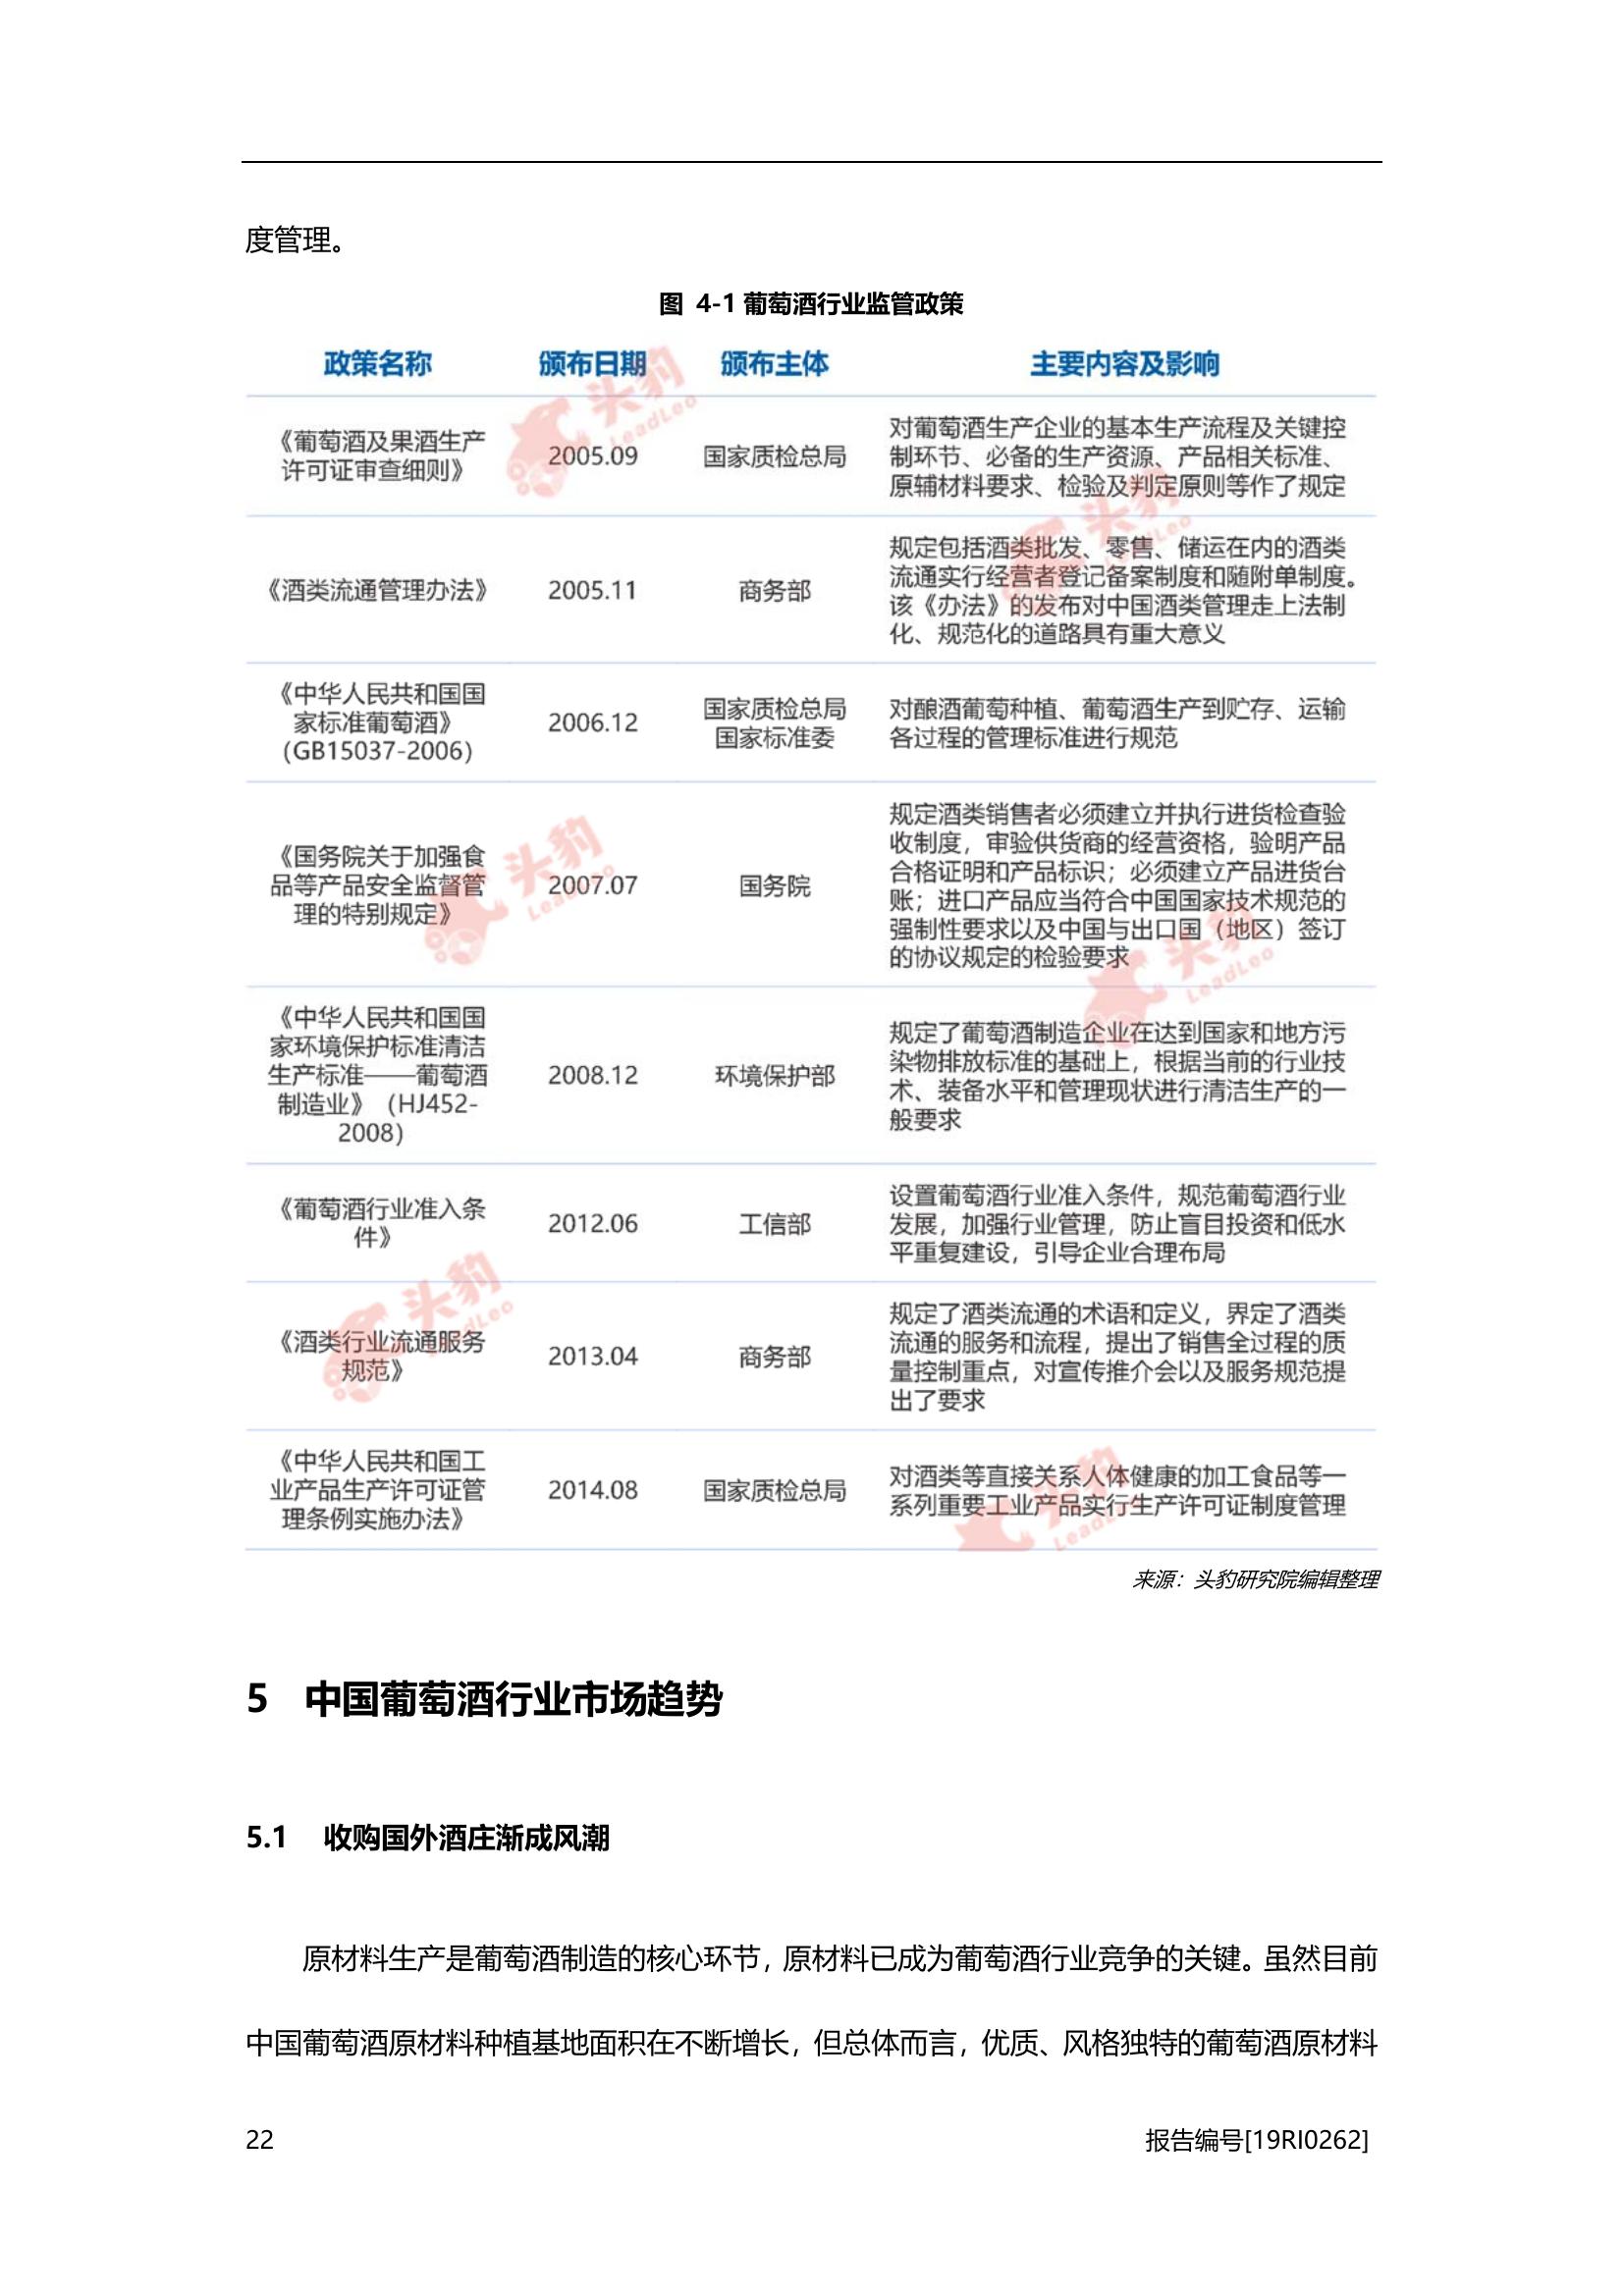 度管理。
图 4-1 葡萄酒行业监管政策
政策名称 颁布日期 颁布主体 主要内容及影响
《葡萄酒及果酒生产
许可证审查细则》
2005.09
国家质检总局
对葡萄酒生产企业的基本生产流程及关键控
制环节、必备的生产资源、产品相关标准、
原辅材料要求、检验及判定原则等作了规定
《酒类流通管理办法》
2005.11
商务部
规定包括酒类批发、零售、储运在内的酒类
流通实行经营者登记备案制度和随附单制度。
该《办法》的发布对中国酒类管理走上法制
化、规范化的道路具有重大意义
《中华人民共和国国
家标准葡萄酒》
（GB15037-2006）
2006.12
国家质检总局
国家标准委
对酿酒葡萄种植、葡萄酒生产到贮存、运输
各过程的管理标准进行规范
《国务院关于加强食
品等产品安全监督管
理的特别规定》
2007.07
国务院
规定酒类销售者必须建立并执行进货检查验
收制度，审验供货商的经营资格，验明产品
合格证明和产品标识；必须建立产品进货台
账；进口产品应当符合中国国家技术规范的
强制性要求以及中国与出口国（地区）签订
的协议规定的检验要求
《中华人民共和国国
家环境保护标准清洁
生产标准——葡萄酒
制造业》（HJ452-
2008）
2008.12
环境保护部
规定了葡萄酒制造企业在达到国家和地方污
染物排放标准的基础上，根据当前的行业技
术、装备水平和管理现状进行清洁生产的一
般要求
《葡萄酒行业准入条
件》
2012.06
工信部
设置葡萄酒行业准入条件，规范葡萄酒行业
发展，加强行业管理，防止盲目投资和低水
平重复建设，引导企业合理布局
《酒类行业流通服务
规范》
2013.04
商务部
规定了酒类流通的术语和定义，界定了酒类
流通的服务和流程，提出了销售全过程的质
量控制重点，对宣传推介会以及服务规范提
出了要求
《中华人民共和国工
业产品生产许可证管
理条例实施办法》
2014.08
国家质检总局
对酒类等直接关系人体健康的加工食品等一
系列重要工业产品实行生产许可证制度管理
头豹
LeadLeo
头豹
LeadLeo
头豹
LeadLeo
头豹
LeadLeo
头豹
LeadLeo
头豹
LeadLeo
来源：头豹研究院编辑整理
5 中国葡萄酒行业市场趋势
5.1 收购国外酒庄渐成风潮
原材料生产是葡萄酒制造的核心环节，原材料已成为葡萄酒行业竞争的关键。虽然目前
中国葡萄酒原材料种植基地面积在不断增长，但总体而言，优质、风格独特的葡萄酒原材料
22 报告编号[19RI0262]